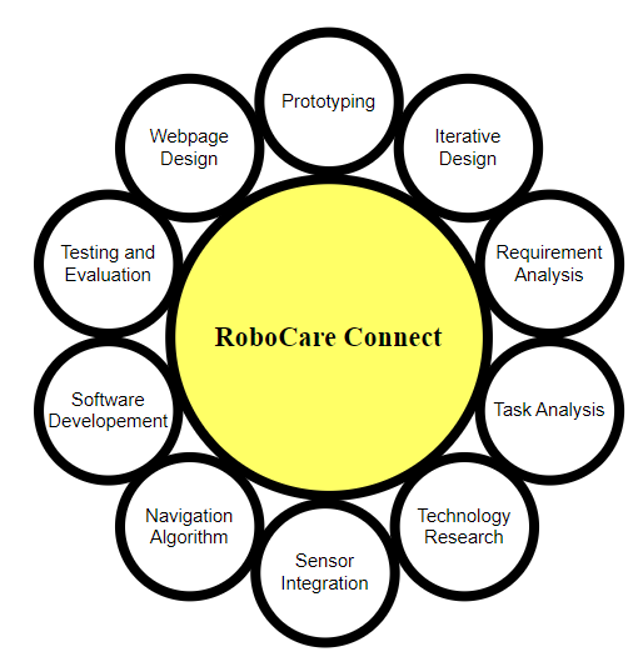 Prototyping
Iterative
Design
Requirement
Analysis
Task Analysis
Technology
Research
Sensor
Integration
Navigation
Algorithm
Software
Developement
Testing and
Evaluation
Webpage
Design
RoboCare Connect